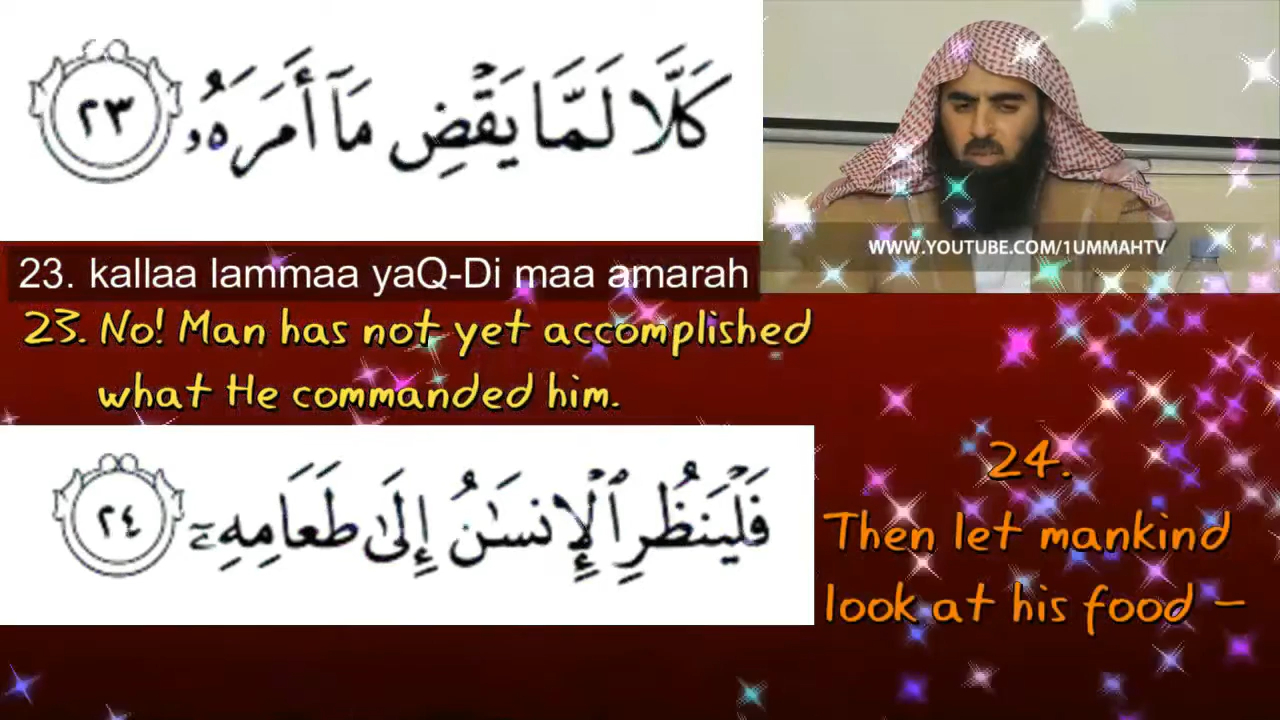 كَلَّا لَمَّا يَقْضِ مَآ أَمَرَهُۥ ٢٣
WWW.YOUTUBE.COM/1UMMAHTV
23. kallaa lammaa yaQ-Di maa amarah
23. No! Man has not yet accomplished
what He commanded him.
فَلْيَنظُرِ ٱلْإِنسَـٰنُ إِلَىٰ طَعَامِهِۦٓ ٢٤
24.
Then let mankind
look at his food –